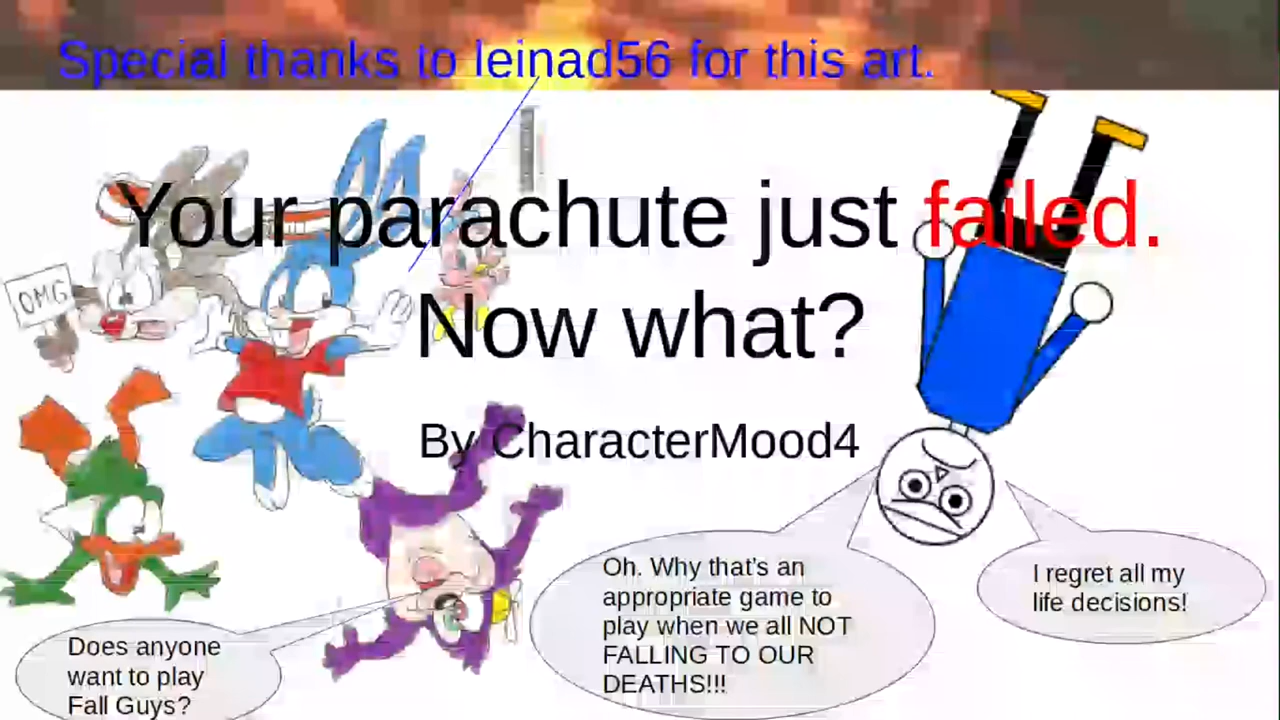 Special thanks to leinad56 for this art.
Your parachute just failed.
Now what?
OMG
By CharacterMood4
Oh. Why that's an
appropriate game to
play when we all NOT
FALLING TO OUR
DEATHS!!!
I regret all my
life decisions!
Does anyone
want to play
Fall Guys?